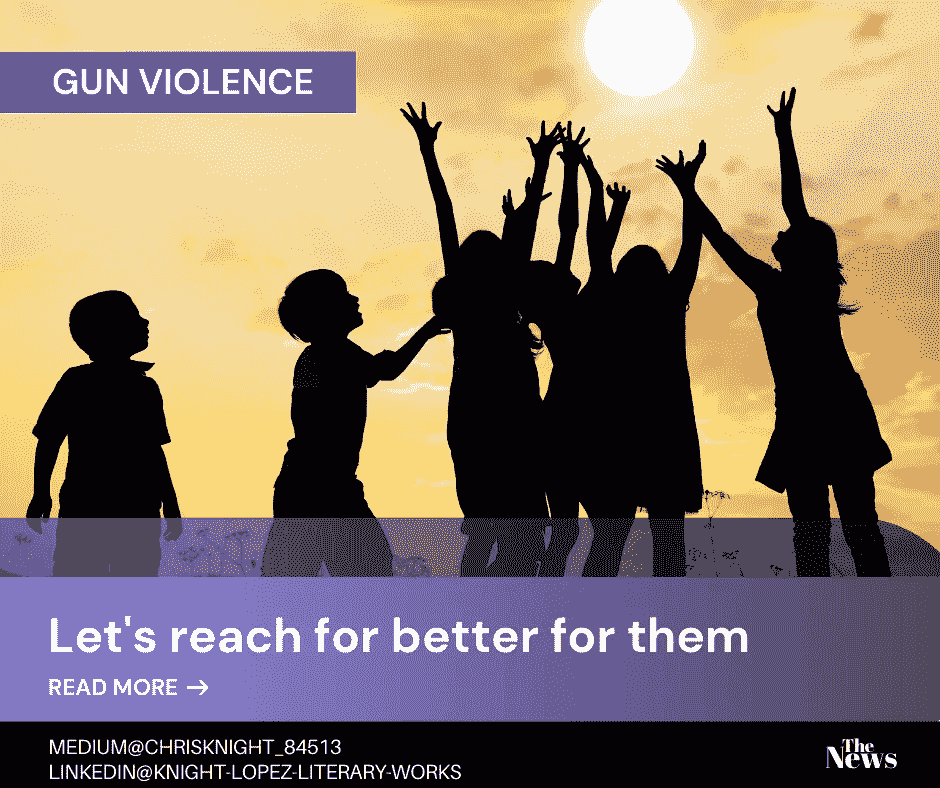 GUN VIOLENCE
Let's reach for better for them
READ MORE →
MEDIUM@CHRISKNIGHT_84513
LINKEDIN@KNIGHT-LOPEZ-LITERARY-WORKS
The
News